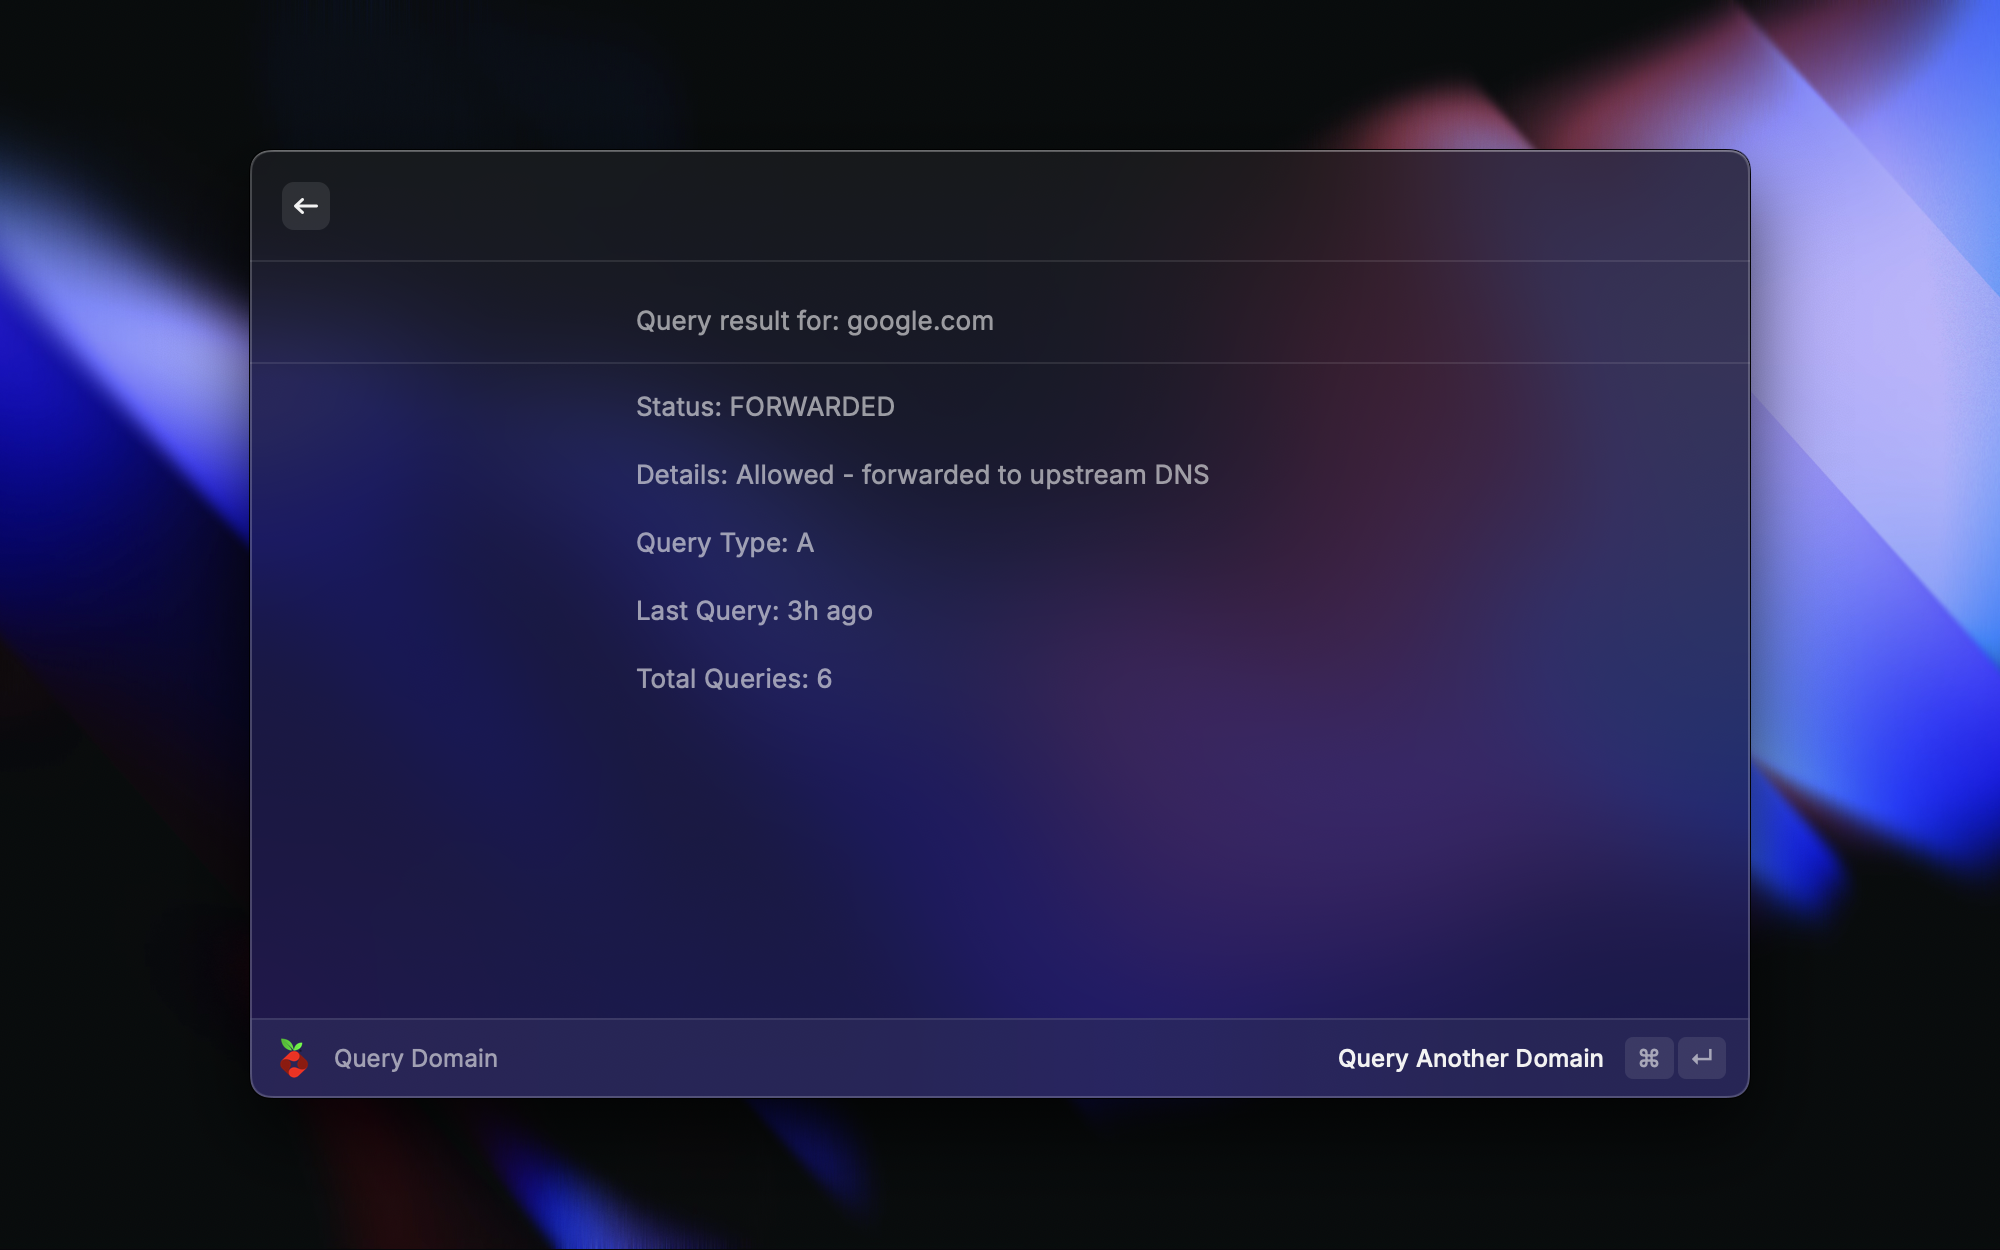 Query result for: google.com
Status: FORWARDED
Details: Allowed - forwarded to upstream DNS
Query Type: A
Last Query: 3h ago
Total Queries: 6
Query Domain
Query Another Domain ⌘ ↵